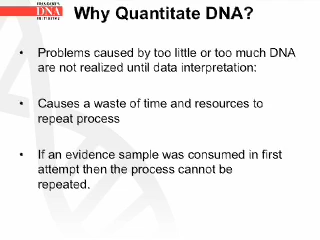 DNA
INITIATIVE
Why Quantitate DNA?
• Problems caused by too little or too much DNA
are not realized until data interpretation:
• Causes a waste of time and resources to
repeat process
• If an evidence sample was consumed in first
attempt then the process cannot be
repeated.